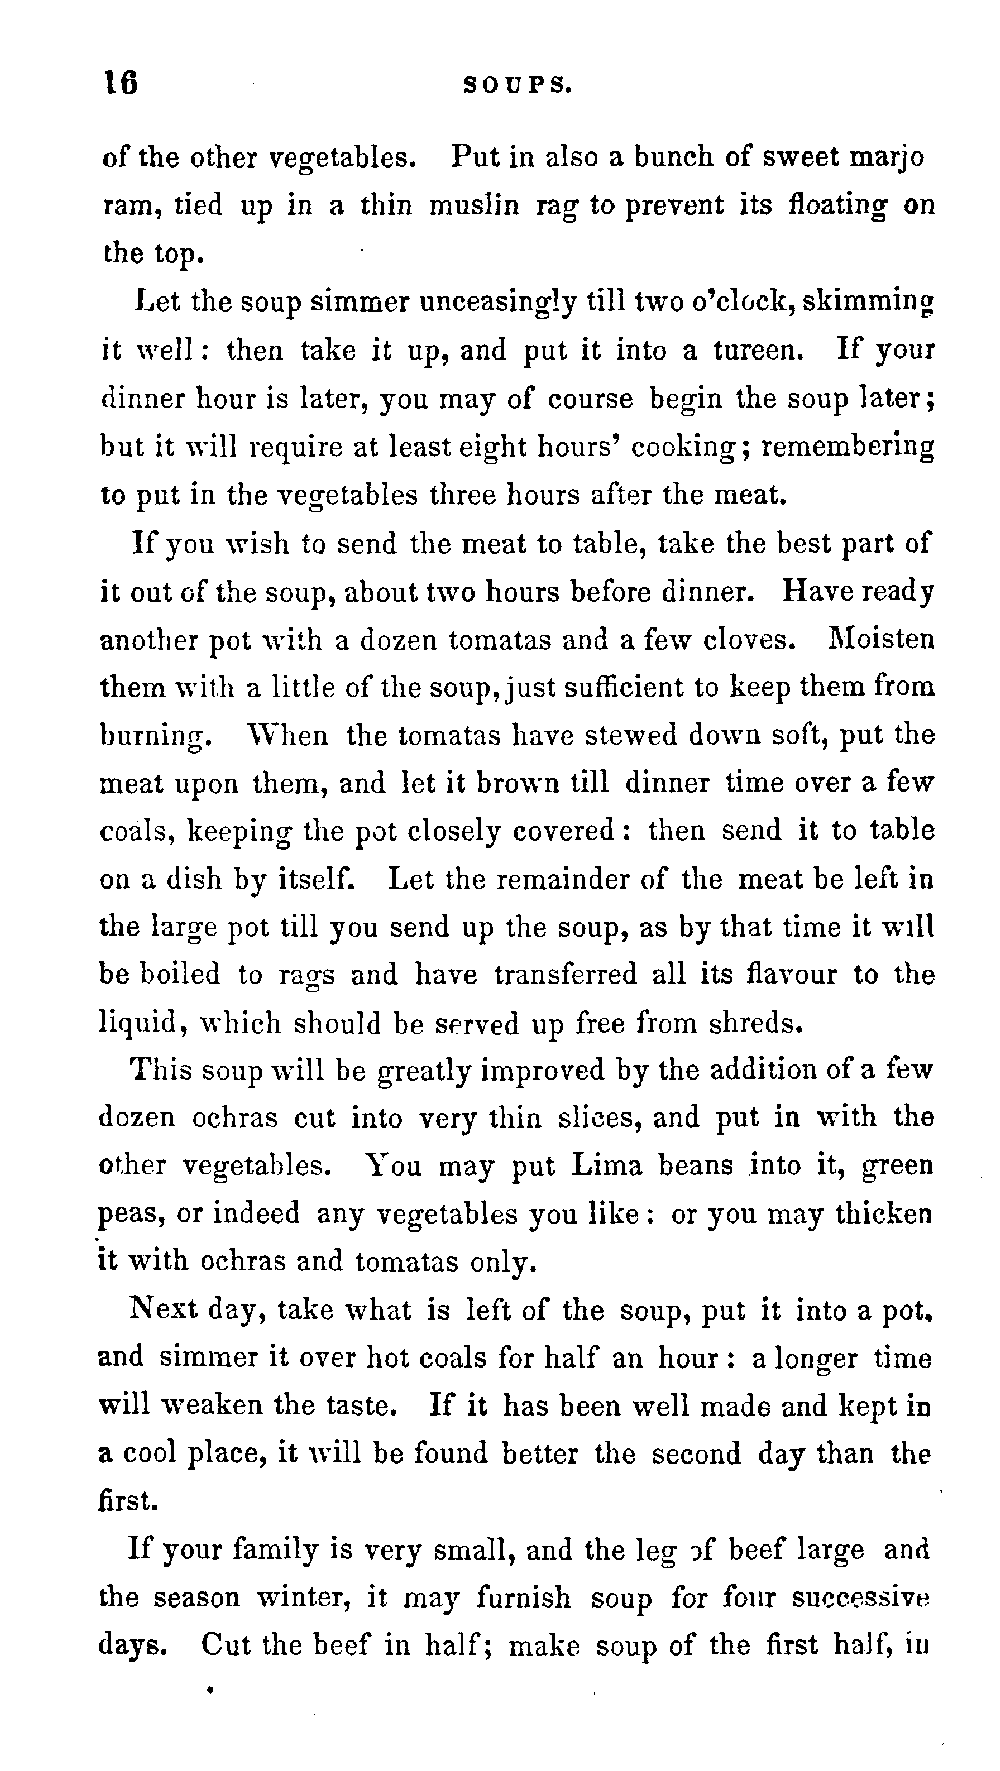 16 SOUPS.
of the other vegetables. Put in also a bunch of sweet marjo
ram, tied up in a thin muslin rag to prevent its floating on
the top.
Let the soup simmer unceasingly till two o'clock, skimming
it well: then take it up, and put it into a tureen. If your
dinner hour is later, you may of course begin the soup later;
but it will require at least eight hours' cooking; remembering
to put in the vegetables three hours after the meat.
If you wish to send the meat to table, take the best part of
it out of the soup, about two hours before dinner. Have ready
another pot with a dozen tomatas and a few cloves. Moisten
them with a little of the soup, just sufficient to keep them from
burning. When the tomatas have stewed down soft, put the
meat upon them, and let it brown till dinner time over a few
coals, keeping the pot closely covered: then send it to table
on a dish by itself. Let the remainder of the meat be left in
the large pot till you send up the soup, as by that time it will
be boiled to rags and have transferred all its flavour to the
liquid, which should be served up free from shreds.
This soup will be greatly improved by the addition of a few
dozen ochras cut into very thin slices, and put in with the
other vegetables. You may put Lima beans into it, green
peas, or indeed any vegetables you like: or you may thicken
it with ochras and tomatas only.
Next day, take what is left of the soup, put it into a pot,
and simmer it over hot coals for half an hour: a longer time
will weaken the taste. If it has been well made and kept in
a cool place, it will be found better the second day than the
first.
If your family is very small, and the leg of beef large and
the season winter, it may furnish soup for four successive
days. Cut the beef in half; make soup of the first half, in